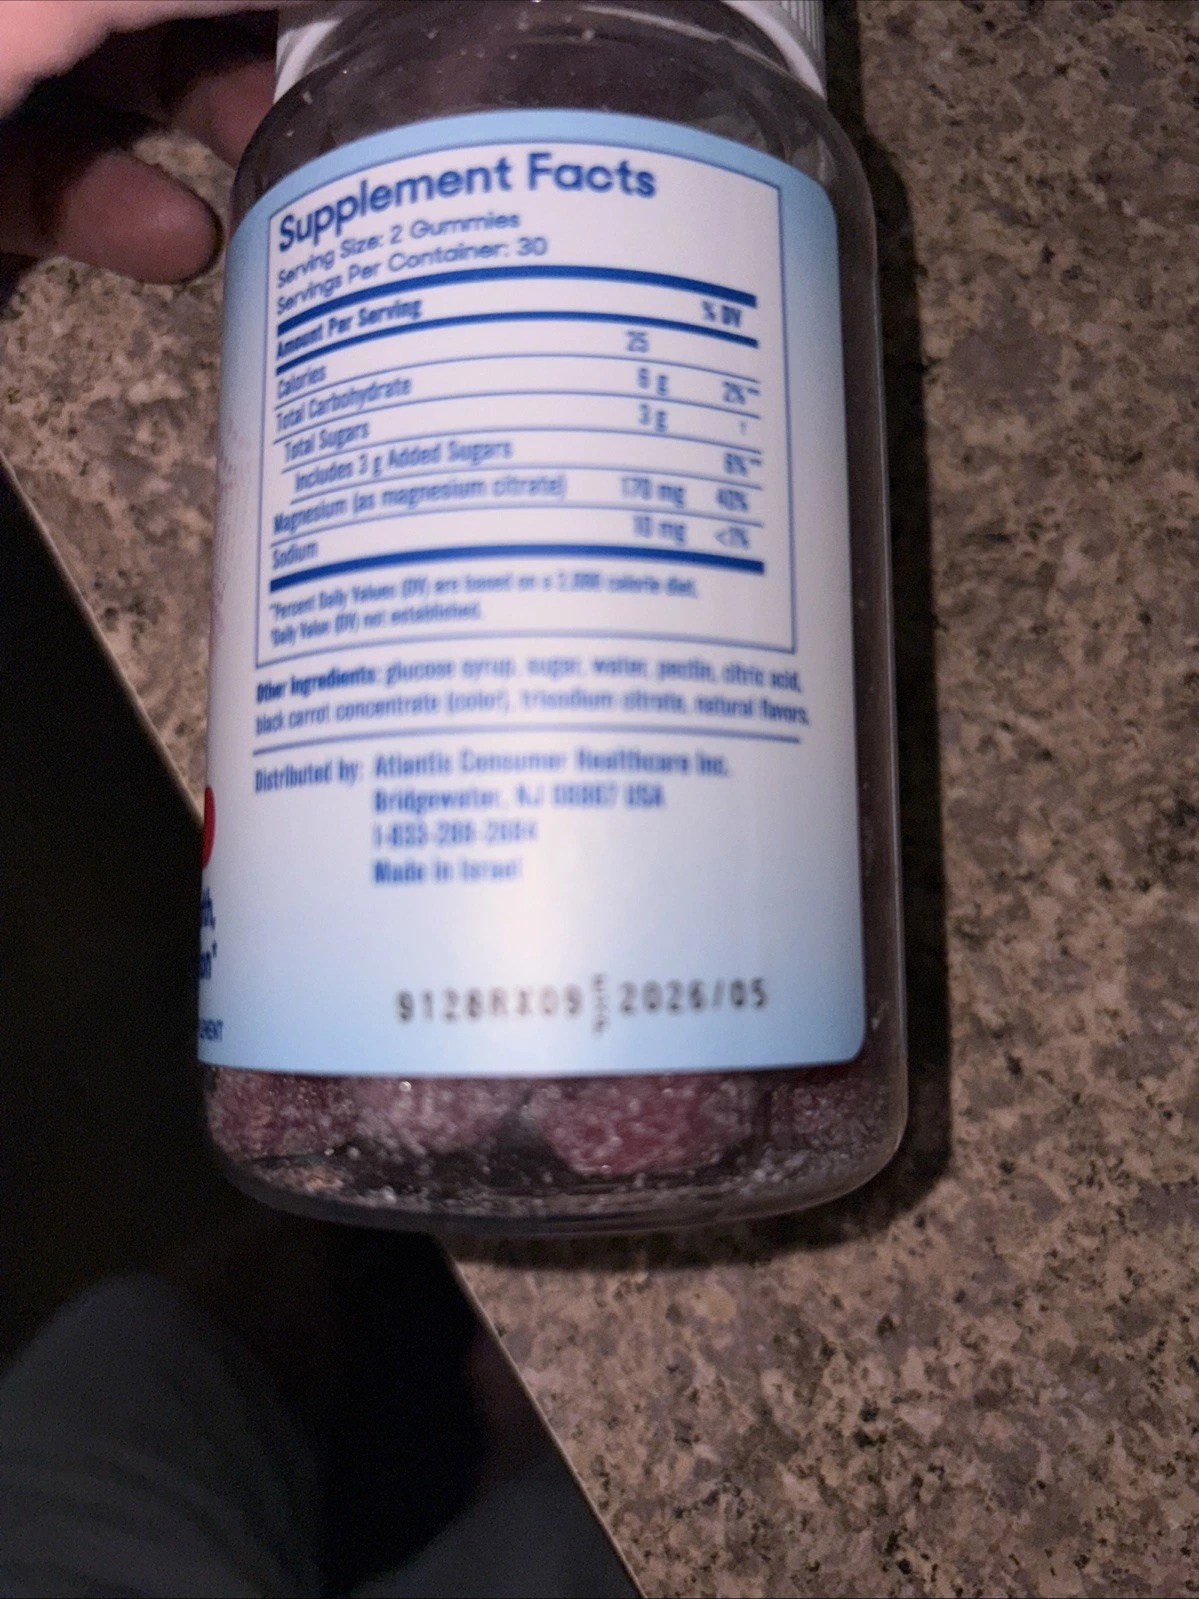 Supplement Facts
Serving Size: 2 Gummies
Servings Per Container: 30
Amount Per Serving % DV
Calories 25
Total Carbohydrate 6 g 2%**
Total Sugars 3 g †
Includes 3 g Added Sugars 6%**
Magnesium (as magnesium citrate) 170 mg 40%
Sodium 10 mg <1%
**Percent Daily Values (DV) are based on a 2,000 calorie diet.
†Daily Value (DV) not established.
Other Ingredients: glucose syrup, sugar, water, pectin, citric acid,
black carrot concentrate (color), trisodium citrate, natural flavors.
Distributed by: Atlantic Consumer Healthcare Inc.
Bridgewater, NJ 08807 USA
Made in Israel
9128RX09 EXP 2026/05